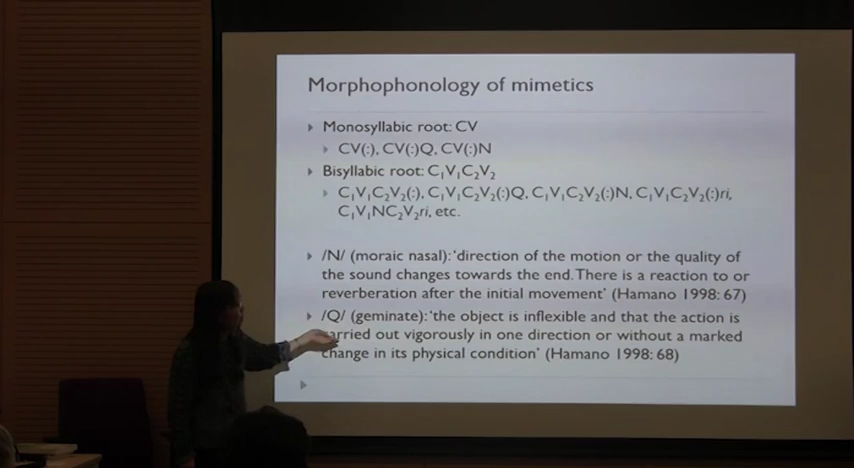 Morphophonology of mimetics
Monosyllabic root: CV
CV(:), CV(:)Q, CV(:)N
Bisyllabic root: C₁V₁C₂V₂
C₁V₁C₂V₂(:), C₁V₁C₂V₂(:)Q, C₁V₁C₂V₂(:)N, C₁V₁C₂V₂(:)ri,
C₁V₁NC₂V₂ri, etc.
/N/ (moraic nasal): ‘direction of the motion or the quality of
the sound changes towards the end. There is a reaction to or
reverberation after the initial movement’ (Hamano 1998: 67)
/Q/ (geminate): ‘the object is inflexible and that the action is
carried out vigorously in one direction or without a marked
change in its physical condition’ (Hamano 1998: 68)